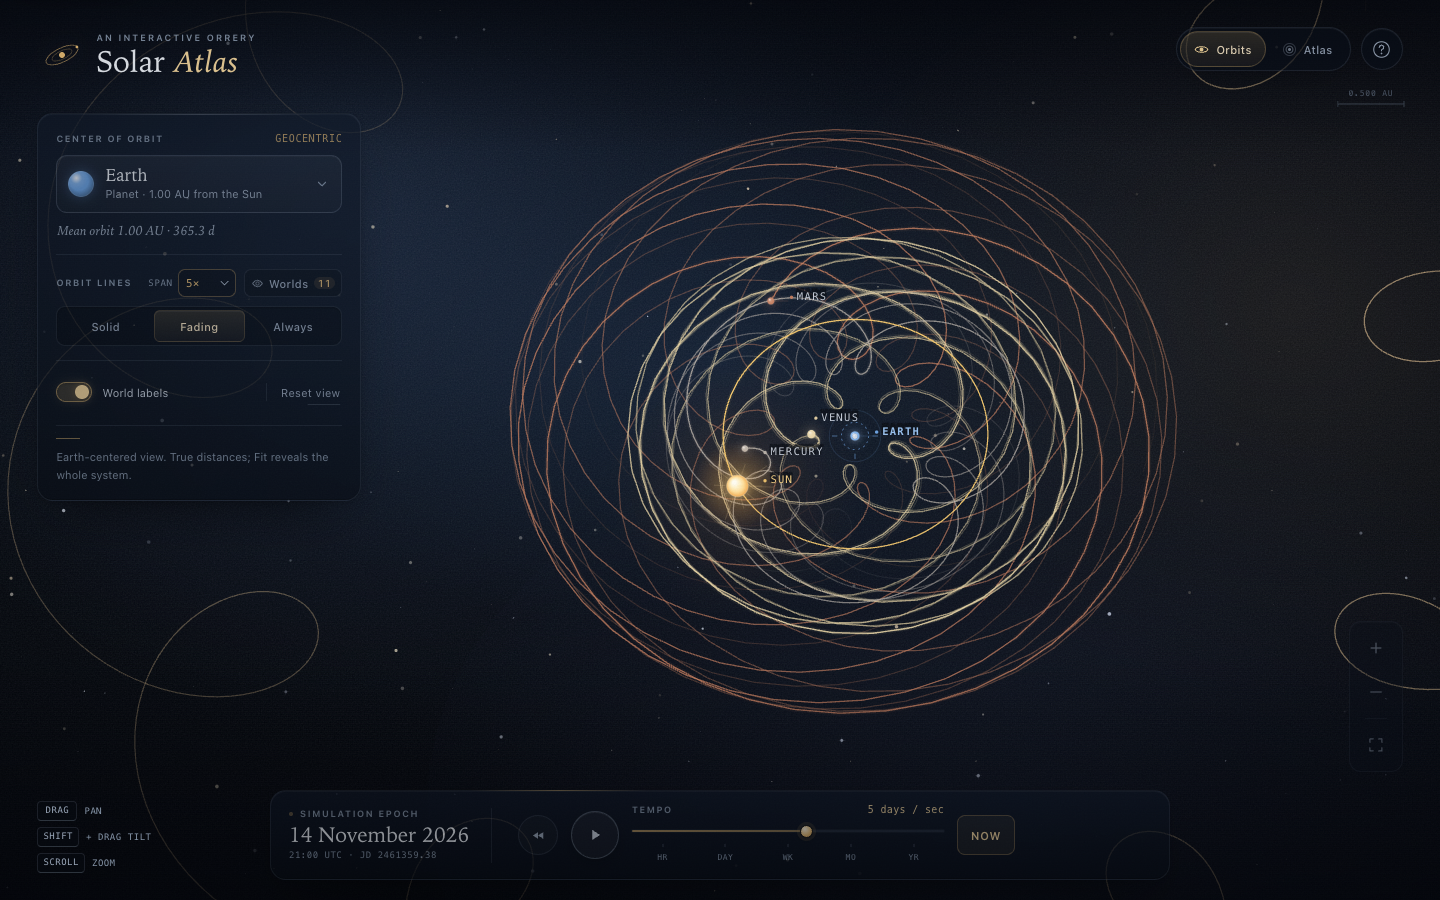 AN INTERACTIVE ORRERY
Solar Atlas
Orbits
Atlas
0.500 AU
CENTER OF ORBIT
GEOCENTRIC
Earth
Planet · 1.00 AU from the Sun
Mean orbit 1.00 AU · 365.3 d
ORBIT LINES
SPAN
5×
Worlds 11
Solid
Fading
Always
World labels
Reset view
Earth-centered view. True distances; Fit reveals the
whole system.
MARS
VENUS
EARTH
MERCURY
SUN
DRAG PAN
SHIFT + DRAG TILT
SCROLL ZOOM
SIMULATION EPOCH
14 November 2026
21:00 UTC · JD 2461359.38
TEMPO
5 days / sec
HR
DAY
WK
MO
YR
NOW